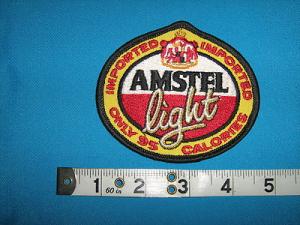 IMPORTED IMPORTED
AMSTEL
light
ONLY 95 CALORIES
1 2 3 4 5
60 in